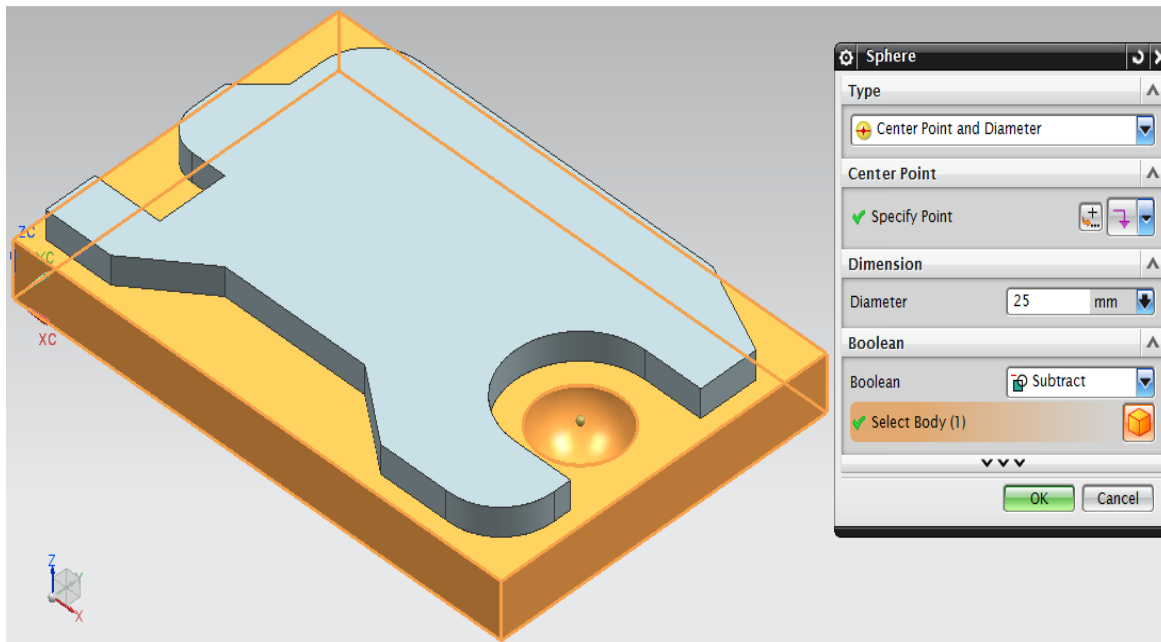 Sphere
Type
Center Point and Diameter
Center Point
Specify Point
Dimension
Diameter 25 mm
Boolean
Boolean Subtract
Select Body (1)
OK Cancel
ZC
YC
XC
Z
Y
X